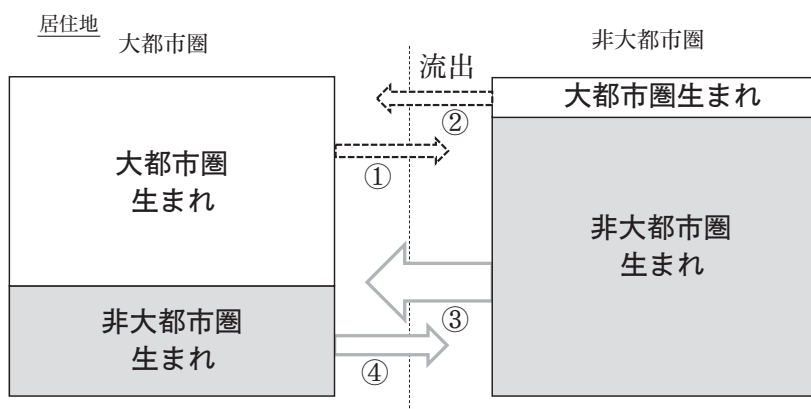 居住地
大都市圏
非大都市圏
流出
大都市圏生まれ
②
①
大都市圏
生まれ
非大都市圏
生まれ
③
非大都市圏
生まれ
④